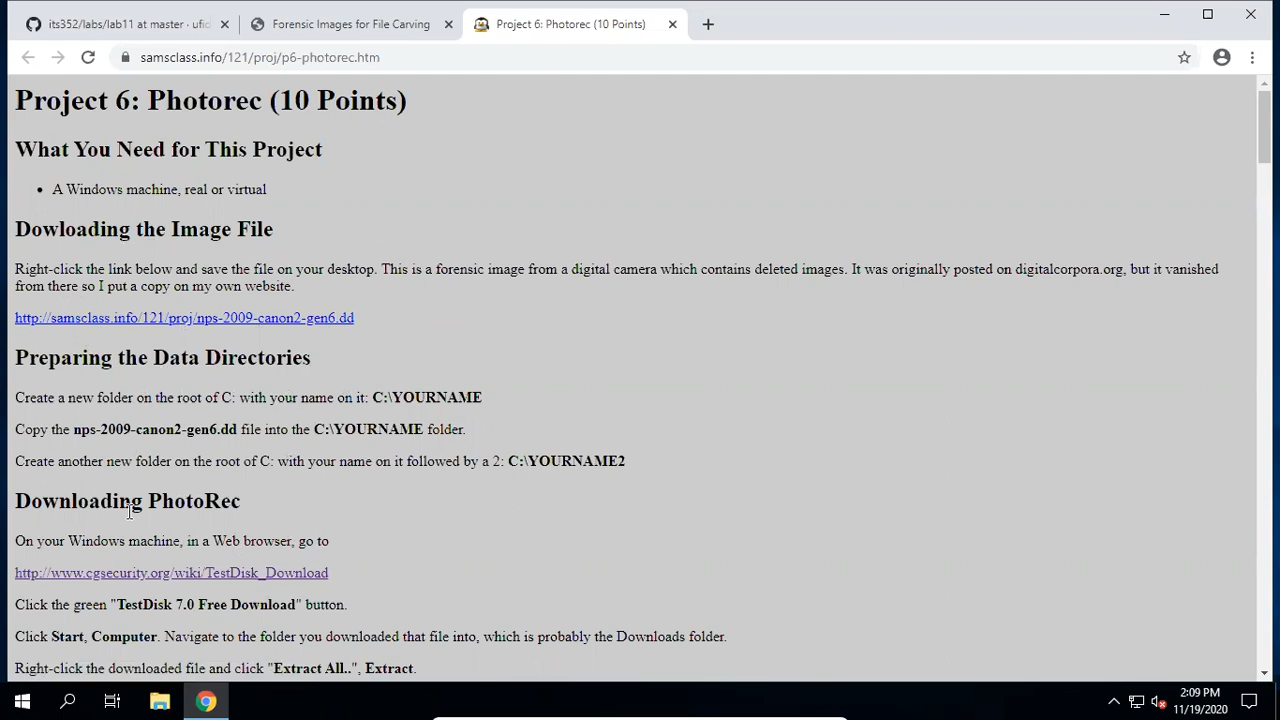 its352/labs/lab11 at master · ufic
Forensic Images for File Carving
Project 6: Photorec (10 Points)
samsclass.info/121/proj/p6-photorec.htm
Project 6: Photorec (10 Points)
What You Need for This Project
• A Windows machine, real or virtual
Dowloading the Image File
Right-click the link below and save the file on your desktop. This is a forensic image from a digital camera which contains deleted images. It was originally posted on digitalcorpora.org, but it vanished
from there so I put a copy on my own website.
http://samsclass.info/121/proj/nps-2009-canon2-gen6.dd
Preparing the Data Directories
Create a new folder on the root of C: with your name on it: C:\YOURNAME
Copy the nps-2009-canon2-gen6.dd file into the C:\YOURNAME folder.
Create another new folder on the root of C: with your name on it followed by a 2: C:\YOURNAME2
Downloading PhotoRec
On your Windows machine, in a Web browser, go to
http://www.cgsecurity.org/wiki/TestDisk_Download
Click the green "TestDisk 7.0 Free Download" button.
Click Start, Computer. Navigate to the folder you downloaded that file into, which is probably the Downloads folder.
Right-click the downloaded file and click "Extract All..", Extract.
2:09 PM
11/19/2020